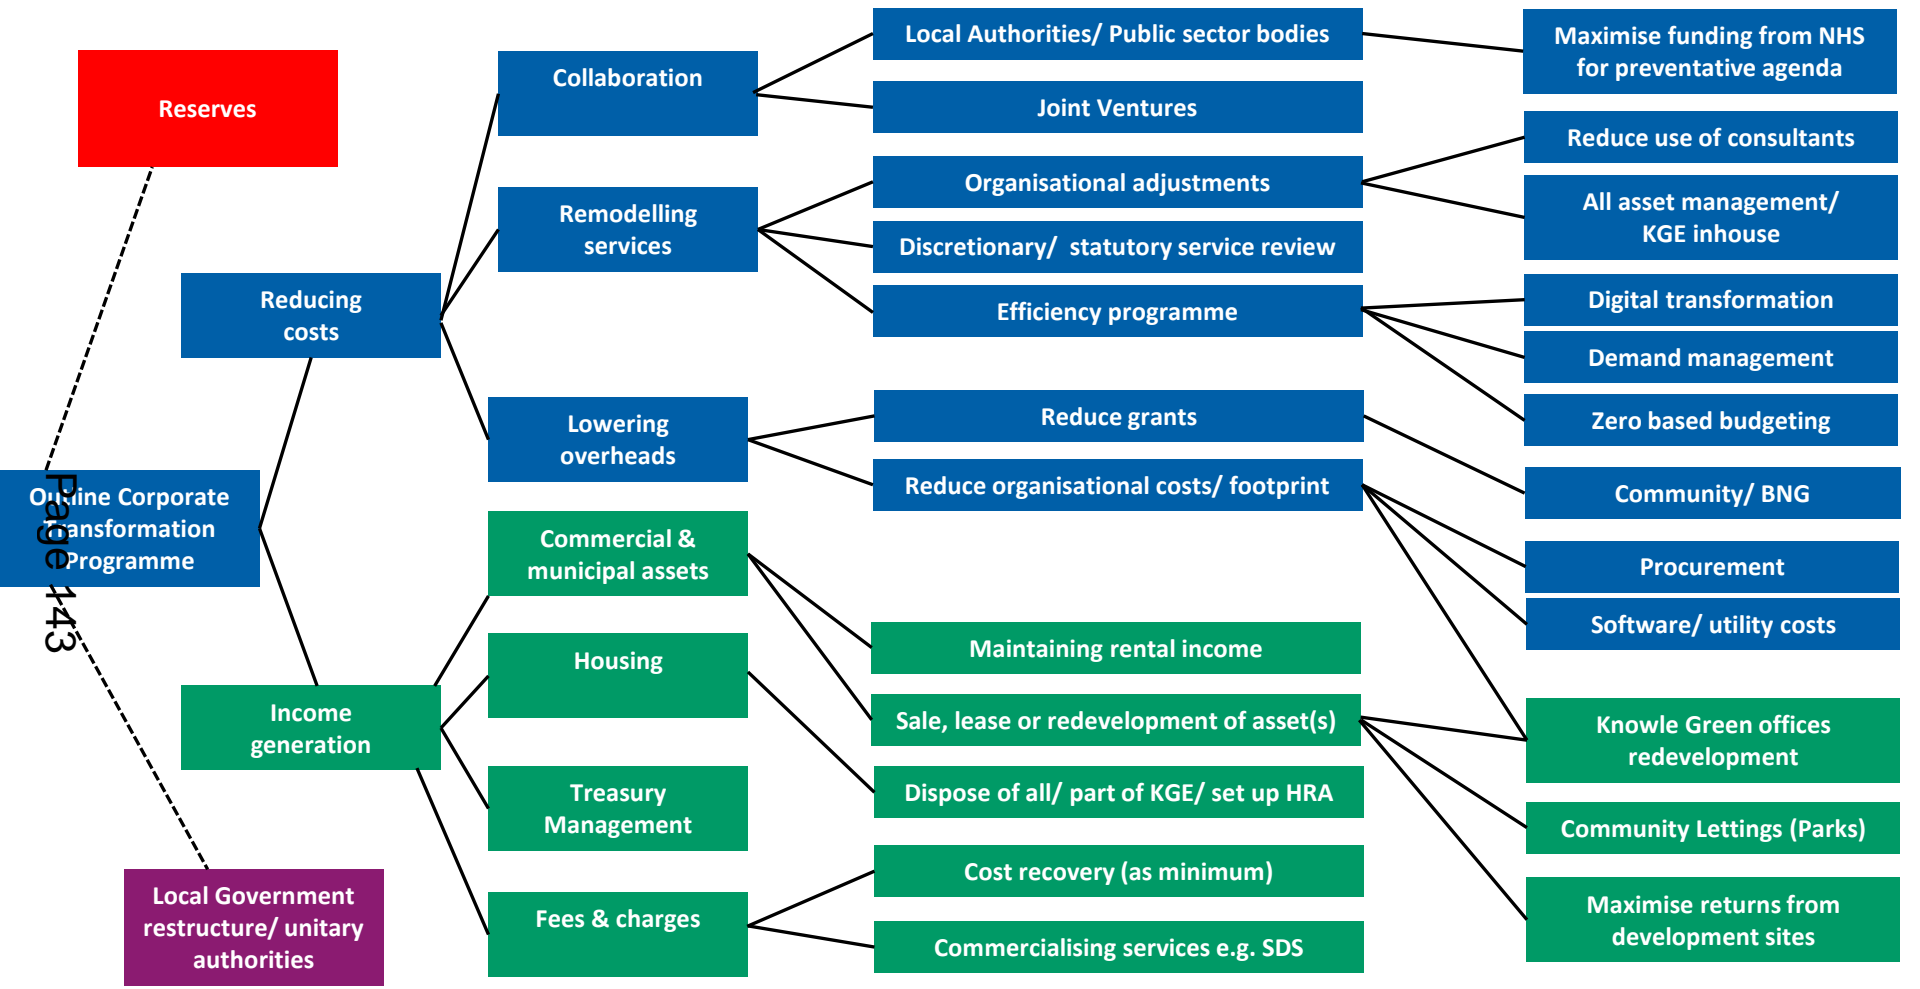 Reserves
Outline Corporate
Transformation
Programme
Page 143
Local Government
restructure/ unitary
authorities
Reducing
costs
Income
generation
Collaboration
Remodelling
services
Lowering
overheads
Commercial &
municipal assets
Housing
Treasury
Management
Fees & charges
Local Authorities/ Public sector bodies
Joint Ventures
Organisational adjustments
Discretionary/ statutory service review
Efficiency programme
Reduce grants
Reduce organisational costs/ footprint
Maintaining rental income
Sale, lease or redevelopment of asset(s)
Dispose of all/ part of KGE/ set up HRA
Cost recovery (as minimum)
Commercialising services e.g. SDS
Maximise funding from NHS
for preventative agenda
Reduce use of consultants
All asset management/
KGE inhouse
Digital transformation
Demand management
Zero based budgeting
Community/ BNG
Procurement
Software/ utility costs
Knowle Green offices
redevelopment
Community Lettings (Parks)
Maximise returns from
development sites